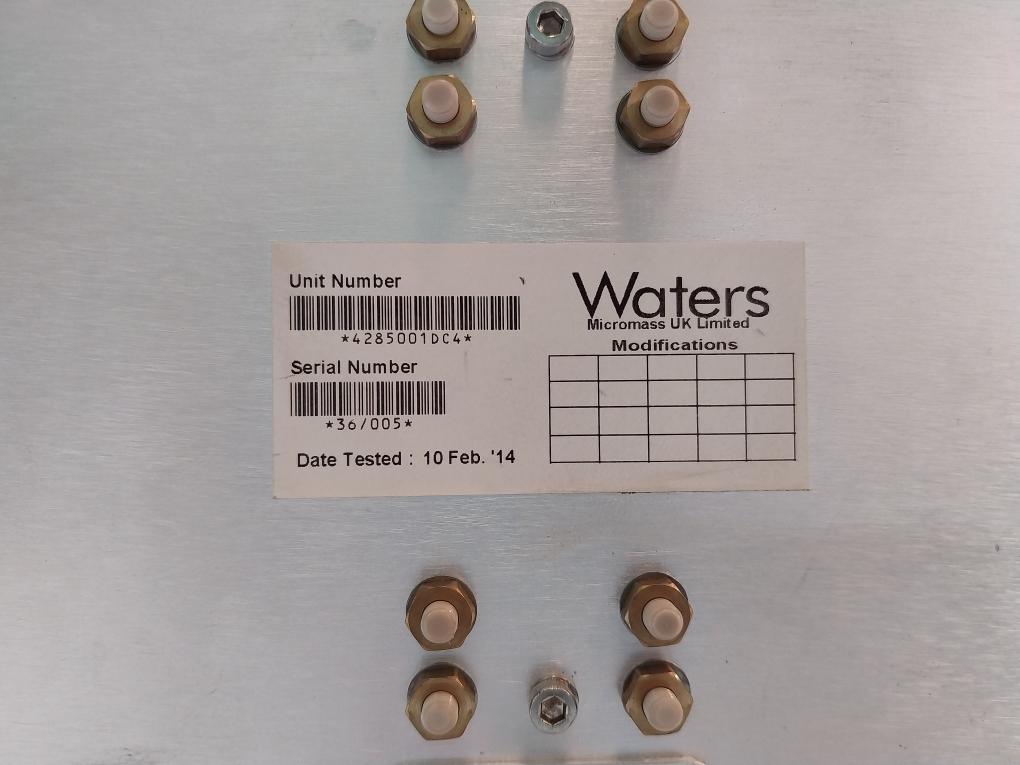 Unit Number
*4285001DC4*
Serial Number
*36/005*
Date Tested : 10 Feb. '14
Waters
Micromass UK Limited
Modifications